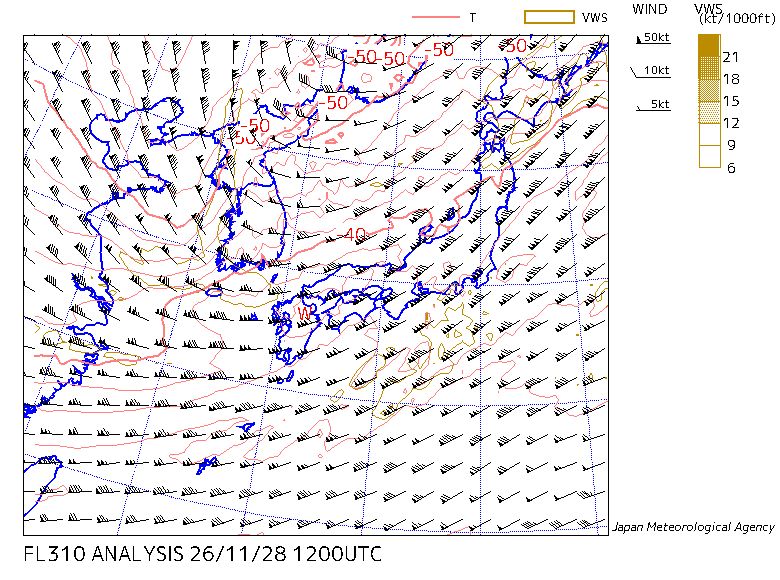 T
VWS
WIND
VWS
(kt/1000ft)
50kt
10kt
5kt
21
18
15
12
9
6
-50
-50
-50
-50
-50
-50
50
-40
W
Japan Meteorological Agency
FL310 ANALYSIS 26/11/28 1200UTC